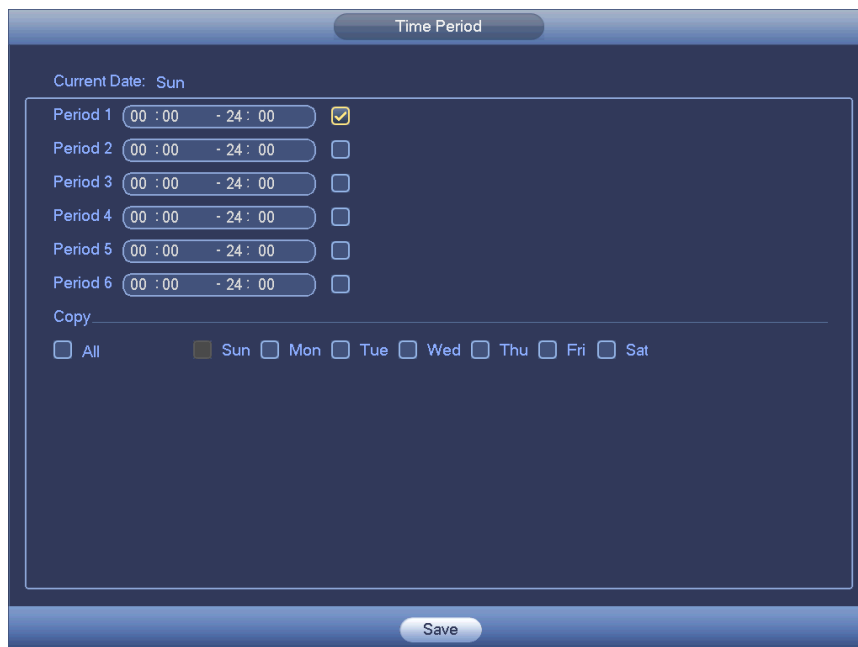 Time Period
Current Date: Sun
Period 1 00 :00 - 24 : 00
Period 2 00 :00 - 24 : 00
Period 3 00 :00 - 24 : 00
Period 4 00 :00 - 24 : 00
Period 5 00 :00 - 24 : 00
Period 6 00 :00 - 24 : 00
Copy
All Sun Mon Tue Wed Thu Fri Sat
Save